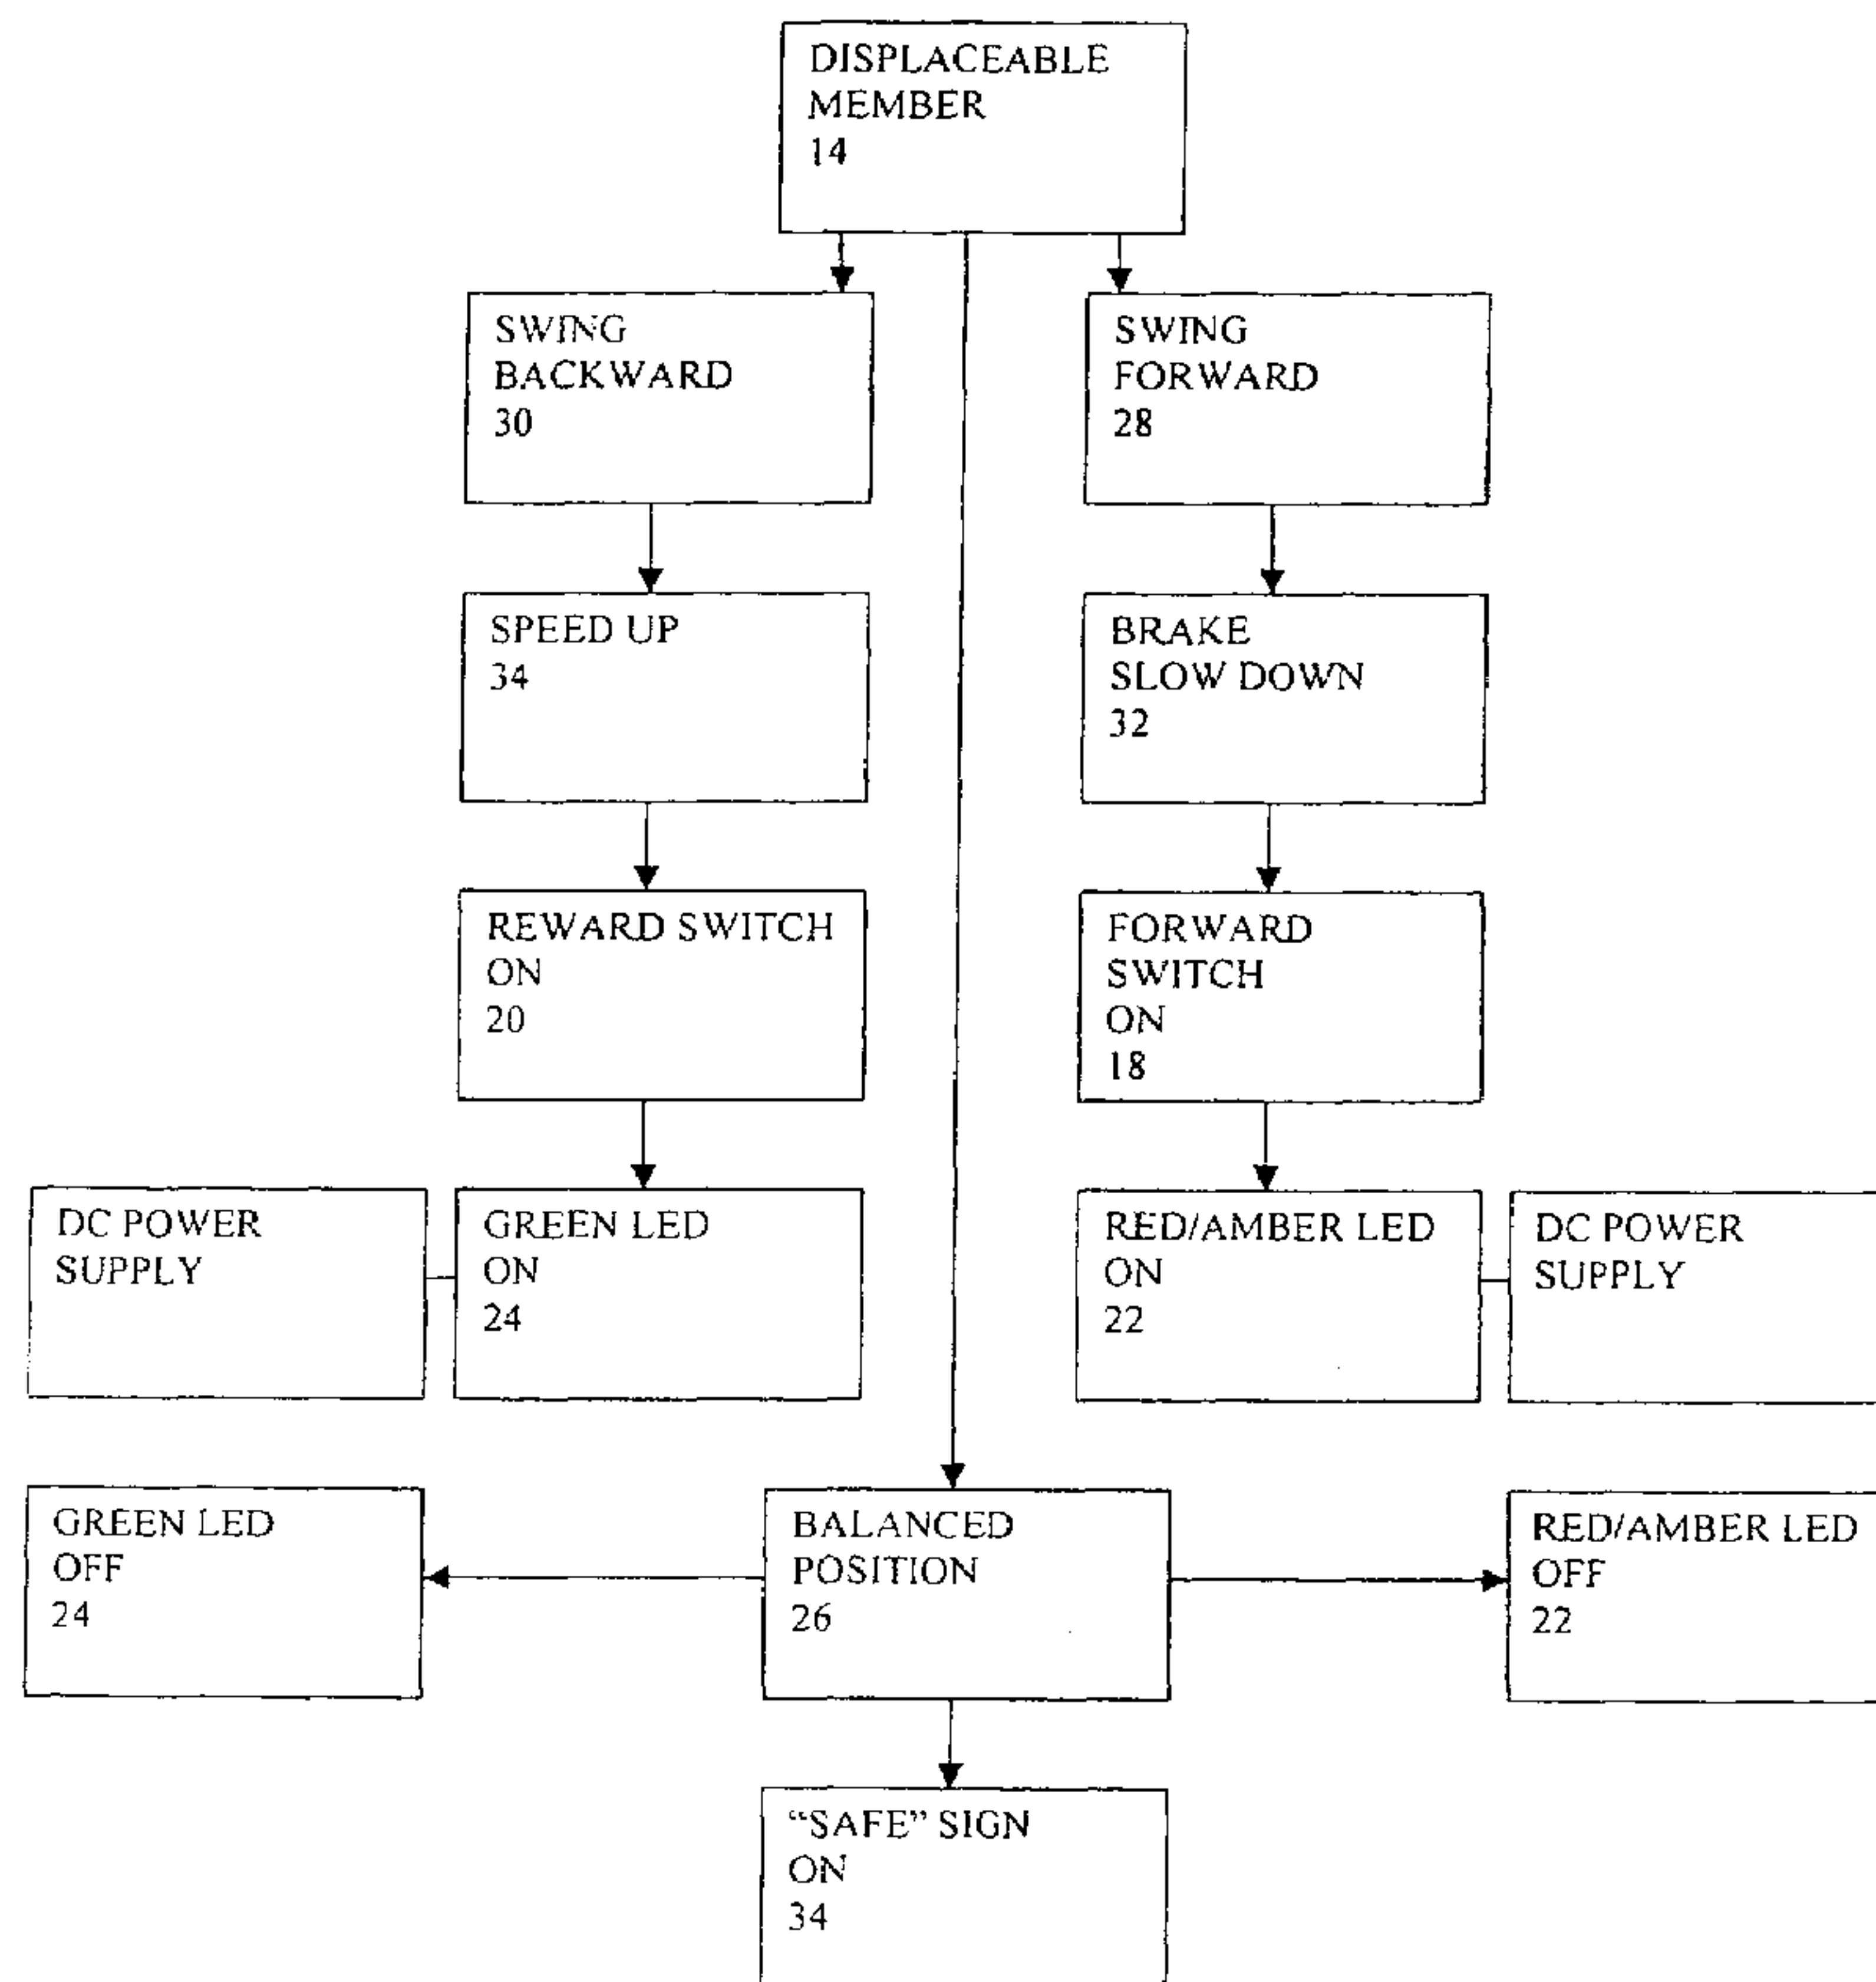 DISPLACEABLE
MEMBER
14
SWING
BACKWARD
30
SWING
FORWARD
28
SPEED UP
34
BRAKE
SLOW DOWN
32
REWARD SWITCH
ON
20
FORWARD
SWITCH
ON
18
DC POWER
SUPPLY
GREEN LED
ON
24
RED/AMBER LED
ON
22
DC POWER
SUPPLY
GREEN LED
OFF
24
BALANCED
POSITION
26
RED/AMBER LED
OFF
22
“SAFE” SIGN
ON
34